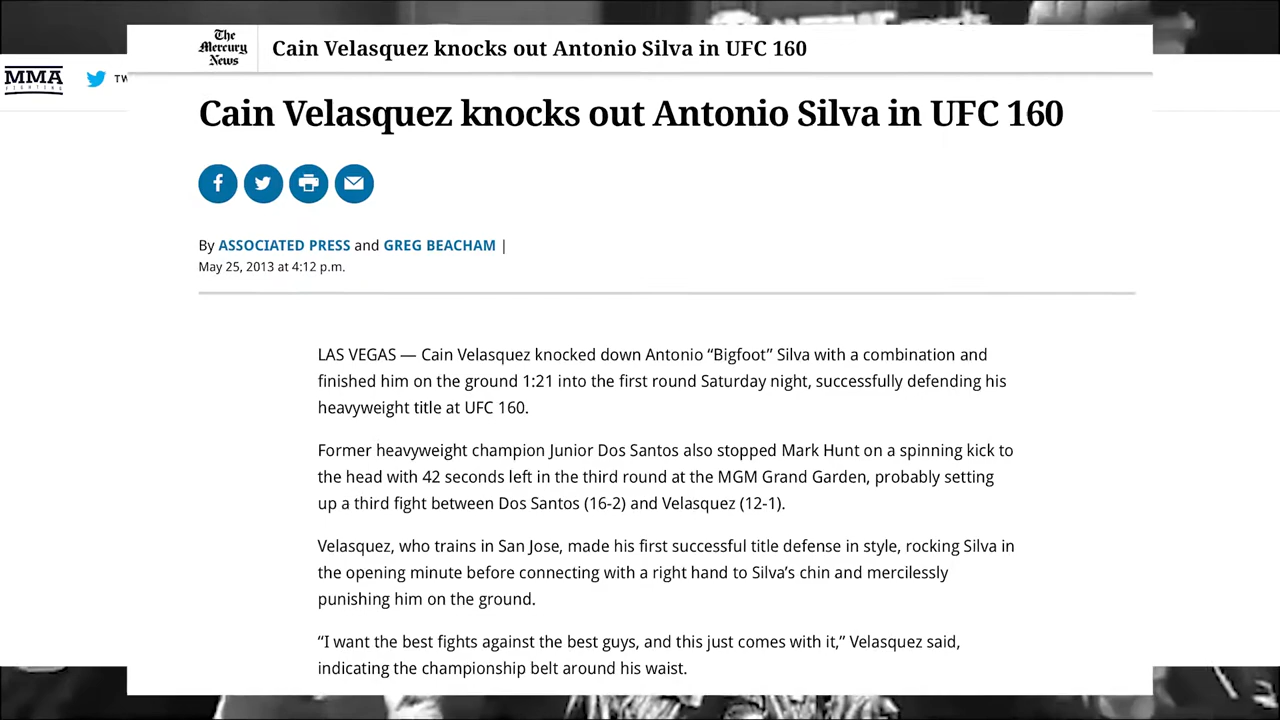 The
Mercury
News
Cain Velasquez knocks out Antonio Silva in UFC 160
MMA
FIGHTING
TW
Cain Velasquez knocks out Antonio Silva in UFC 160
By ASSOCIATED PRESS and GREG BEACHAM |
May 25, 2013 at 4:12 p.m.
LAS VEGAS — Cain Velasquez knocked down Antonio “Bigfoot” Silva with a combination and
finished him on the ground 1:21 into the first round Saturday night, successfully defending his
heavyweight title at UFC 160.
Former heavyweight champion Junior Dos Santos also stopped Mark Hunt on a spinning kick to
the head with 42 seconds left in the third round at the MGM Grand Garden, probably setting
up a third fight between Dos Santos (16-2) and Velasquez (12-1).
Velasquez, who trains in San Jose, made his first successful title defense in style, rocking Silva in
the opening minute before connecting with a right hand to Silva’s chin and mercilessly
punishing him on the ground.
“I want the best fights against the best guys, and this just comes with it,” Velasquez said,
indicating the championship belt around his waist.